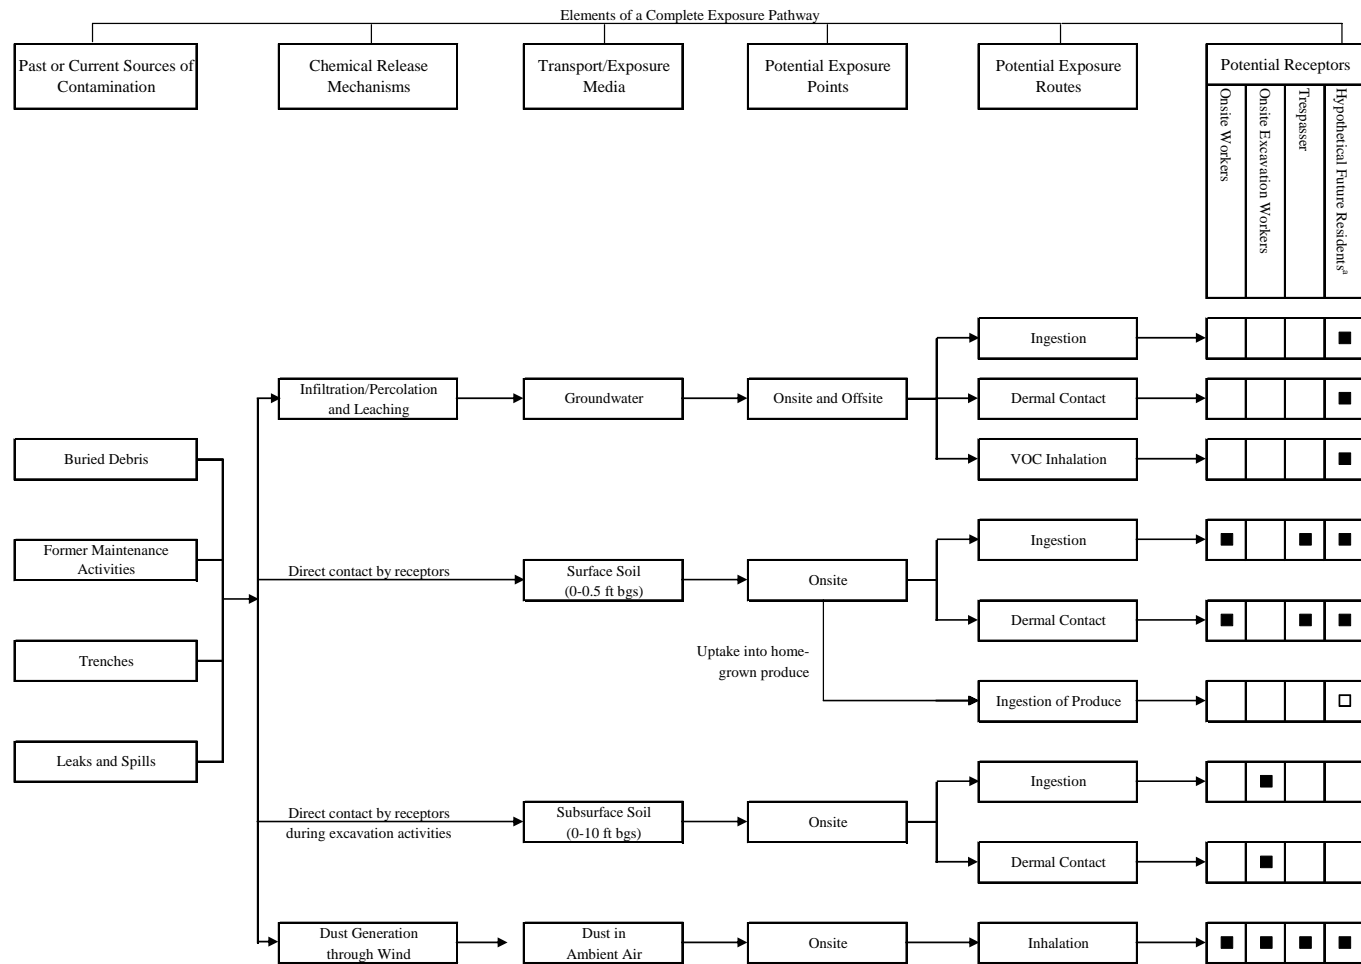 Elements of a Complete Exposure Pathway
Past or Current Sources of
Contamination
Chemical Release
Mechanisms
Transport/Exposure
Media
Potential Exposure
Points
Potential Exposure
Routes
Potential Receptors
Onsite Workers
Onsite Excavation Workers
Trespasser
Hypothetical Future Residentsᵃ
Ingestion
Infiltration/Percolation
and Leaching
Groundwater
Onsite and Offsite
Dermal Contact
Buried Debris
VOC Inhalation
Former Maintenance
Activities
Direct contact by receptors
Surface Soil
(0-0.5 ft bgs)
Onsite
Ingestion
Dermal Contact
Trenches
Uptake into home-
grown produce
Ingestion of Produce
Leaks and Spills
Ingestion
Direct contact by receptors
during excavation activities
Subsurface Soil
(0-10 ft bgs)
Onsite
Dermal Contact
Dust Generation
through Wind
Dust in
Ambient Air
Onsite
Inhalation